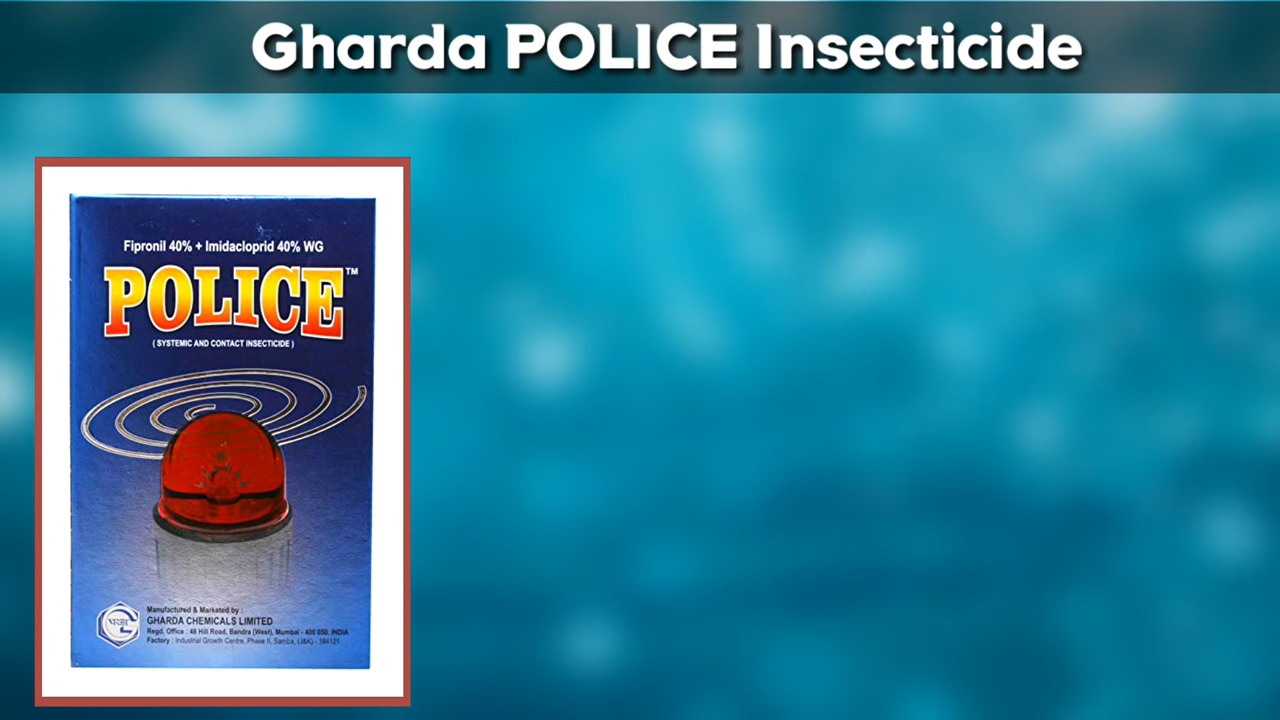 Gharda POLICE Insecticide
Fipronil 40% + Imidacloprid 40% WG
POLICE™
( SYSTEMIC AND CONTACT INSECTICIDE )
घरडा
Manufactured & Marketed by :
GHARDA CHEMICALS LIMITED
Regd. Office : 48 Hill Road, Bandra (West), Mumbai - 400 050. INDIA
Factory : Industrial Growth Centre, Phase II, Samba, (J&K) - 184121